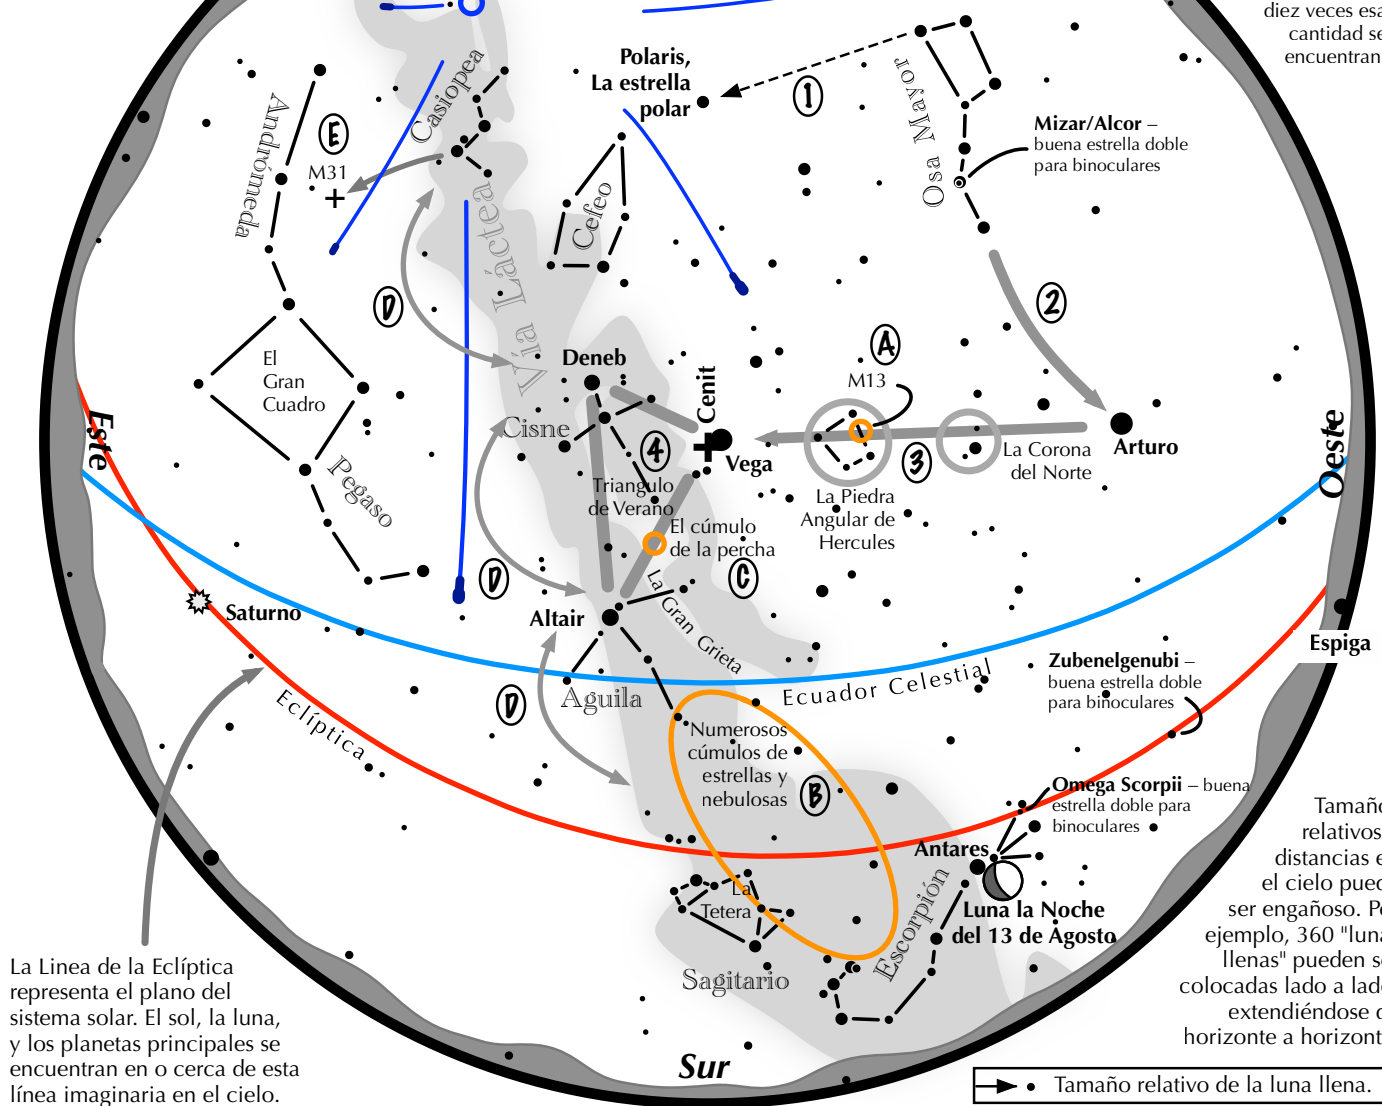 diez veces esa
cantidad se
encuentran
Polaris,
La estrella
polar
1
Osa Mayor
Mizar/Alcor –
buena estrella doble
para binoculares
Casiopea
Andrómeda
E
M31
Cefeo
Vía Láctea
D
2
A
M13
El
Gran
Cuadro
Deneb
Cenit
Cisne
4
Vega
3
La Corona
del Norte
Arturo
Este
Oeste
Pegaso
Triangulo
de Verano
La Piedra
Angular de
Hercules
El cúmulo
de la percha
C
D
La Gran Grieta
Saturno
Altair
Espiga
Zubenelgenubi –
buena estrella doble
para binoculares
Ecuador Celestial
Aguila
D
Eclíptica
Numerosos
cúmulos de
estrellas y
nebulosas
B
Omega Scorpii – buena
estrella doble para
binoculares
Antares
La
Tetera
Escorpión
Luna la Noche
del 13 de Agosto
Sagitario
Sur
La Linea de la Eclíptica
representa el plano del
sistema solar. El sol, la luna,
y los planetas principales se
encuentran en o cerca de esta
línea imaginaria en el cielo.
Tamaño
relativos
distancias e
el cielo pued
ser engañoso. Po
ejemplo, 360 "luna
llenas" pueden se
colocadas lado a lado
extendiéndose d
horizonte a horizont
Tamaño relativo de la luna llena.